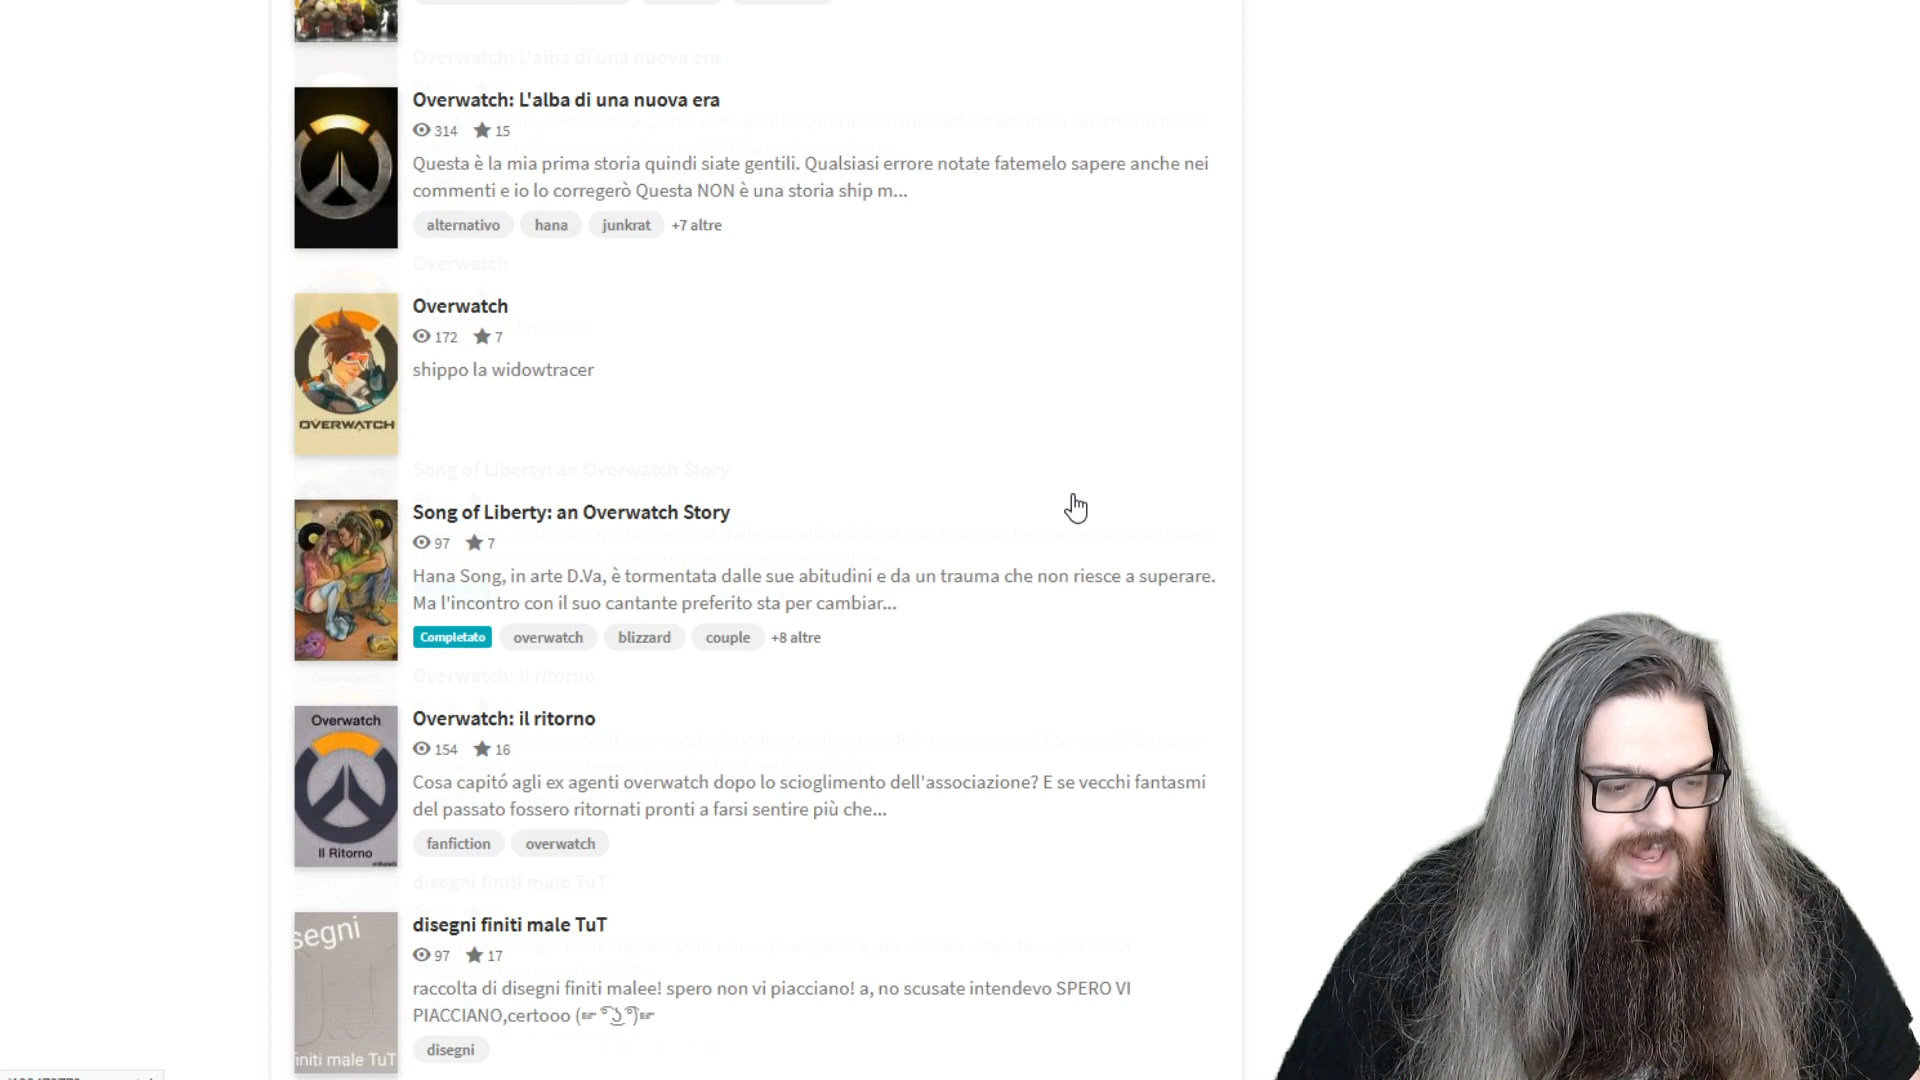 Overwatch: L'alba di una nuova era
314 15
Questa è la mia prima storia quindi siate gentili. Qualsiasi errore notate fatemelo sapere anche nei
commenti e io lo corregerò Questa NON è una storia ship m...
alternativo hana junkrat +7 altre
Overwatch
172 7
shippo la widowtracer
OVERWATCH
Song of Liberty: an Overwatch Story
97 7
Hana Song, in arte D.Va, è tormentata dalle sue abitudini e da un trauma che non riesce a superare.
Ma l'incontro con il suo cantante preferito sta per cambiar...
Completato overwatch blizzard couple +8 altre
Overwatch
Il Ritorno
Overwatch: il ritorno
154 16
Cosa capitó agli ex agenti overwatch dopo lo scioglimento dell'associazione? E se vecchi fantasmi
del passato fossero ritornati pronti a farsi sentire più che...
fanfiction overwatch
segni
initi male TuT
disegni finiti male TuT
97 17
raccolta di disegni finiti malee! spero non vi piacciano! a, no scusate intendevo SPERO VI
PIACCIANO,certooo (☞ ͡° ͜ʖ ͡°)☞
disegni